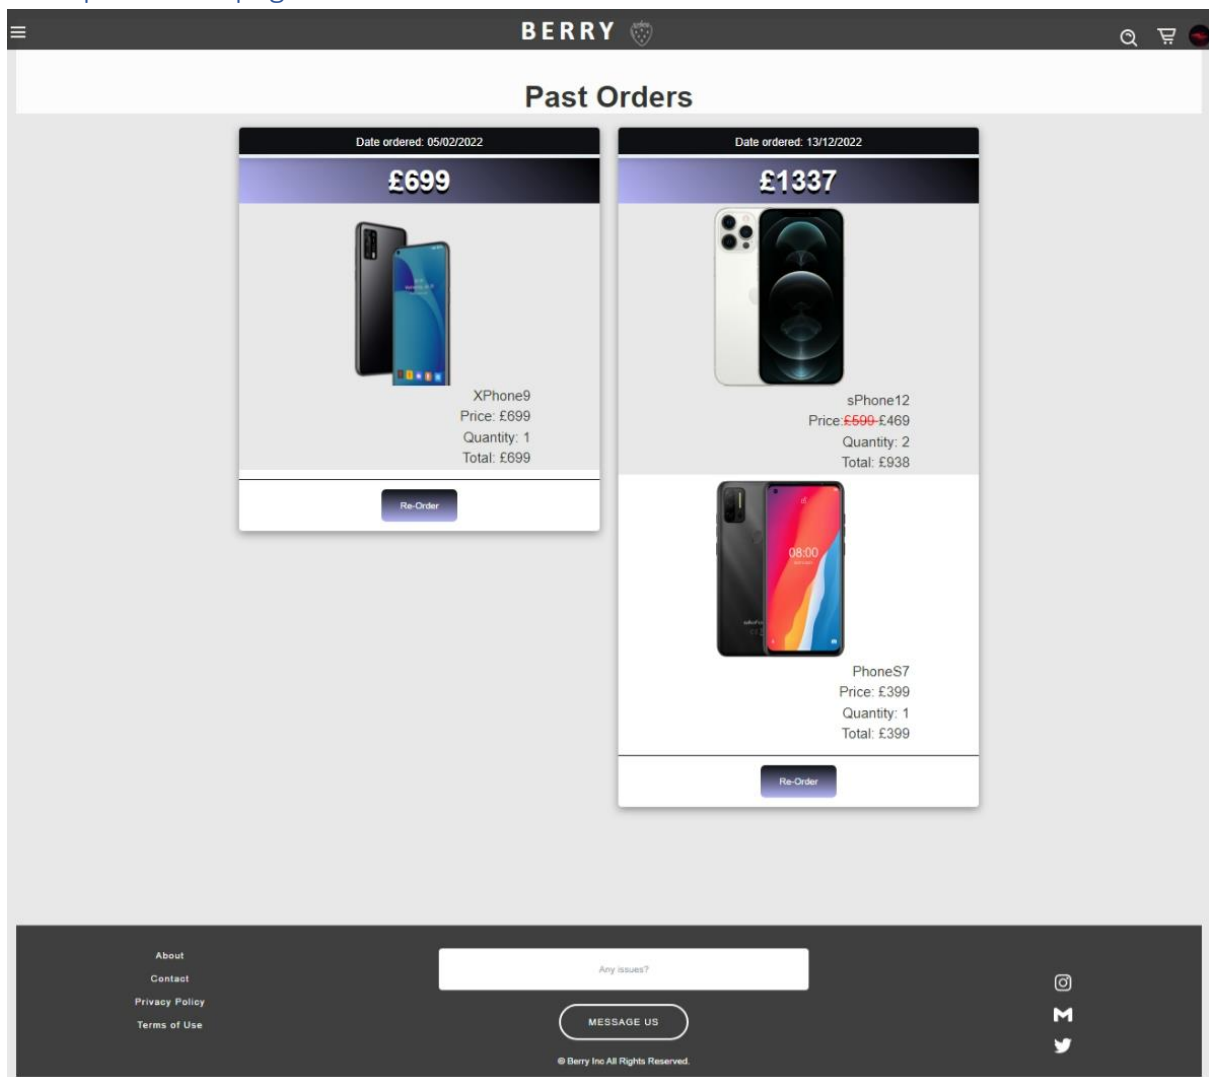 BERRY
Past Orders
Date ordered: 05/02/2022
£699
XPhone9
Price: £699
Quantity: 1
Total: £699
Re-Order
Date ordered: 13/12/2022
£1337
sPhone12
Price:£599 £469
Quantity: 2
Total: £938
08:00
PhoneS7
Price: £399
Quantity: 1
Total: £399
Re-Order
About
Contact
Privacy Policy
Terms of Use
Any issues?
MESSAGE US
© Berry Inc All Rights Reserved.